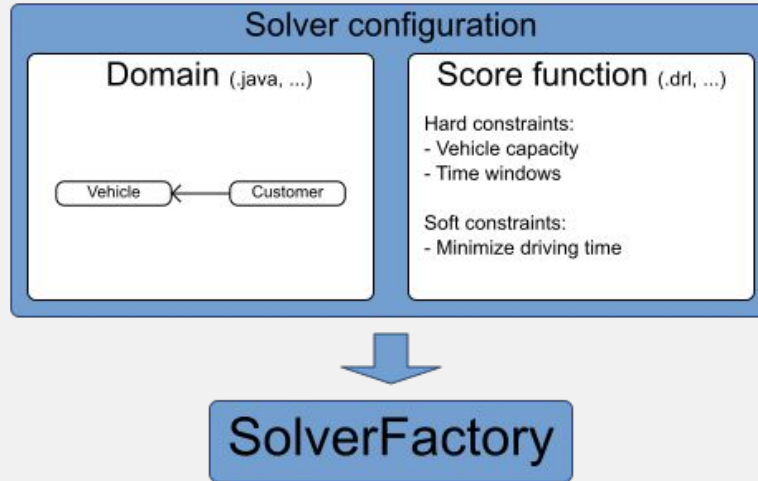 Solver configuration
Domain (.java, ...)
Vehicle
Customer
Score function (.drl, ...)
Hard constraints:
- Vehicle capacity
- Time windows
Soft constraints:
- Minimize driving time
SolverFactory